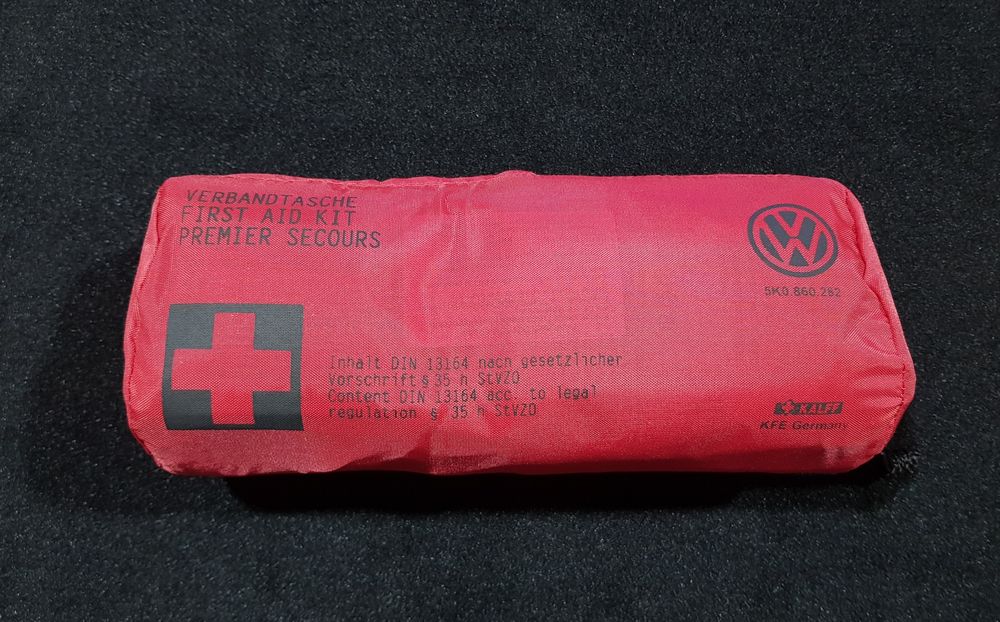 VERBANDTASCHE
FIRST AID KIT
PREMIER SECOURS
VW
5K0.860.282
Inhalt DIN 13164 nach gesetzlicher
Vorschrift § 35 h StVZO
Content DIN 13164 acc. to legal
regulation § 35 h StVZO
KALFF
KFE Germany